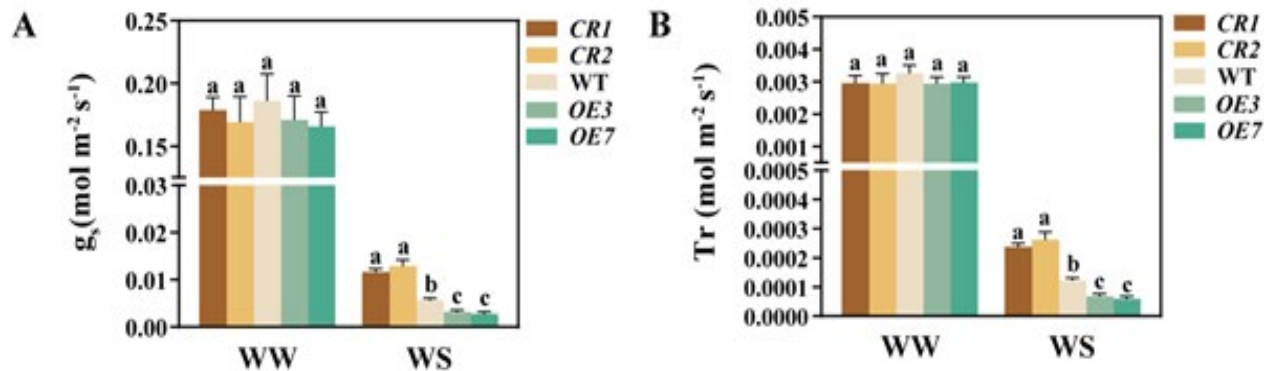 A
g_s(mol m⁻² s⁻¹)
0.25
0.20
0.15
0.03
0.02
0.01
0.00
a a a a a
a a b c c
WW WS
CR1
CR2
WT
OE3
OE7
B
Tr (mol m⁻² s⁻¹)
0.005
0.004
0.003
0.002
0.001
0.0005
0.0004
0.0003
0.0002
0.0001
0.0000
a a a a a
a a b c c
WW WS
CR1
CR2
WT
OE3
OE7